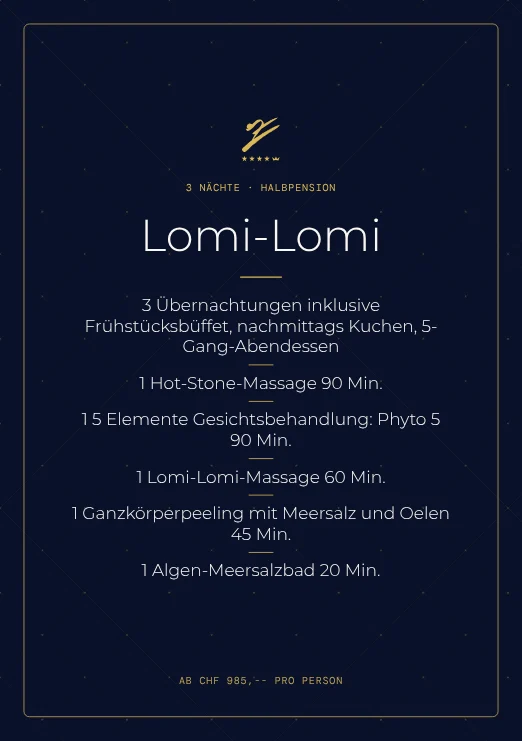 3 NÄCHTE · HALBPENSION
Lomi-Lomi
3 Übernachtungen inklusive
Frühstücksbüffet, nachmittags Kuchen, 5-
Gang-Abendessen
1 Hot-Stone-Massage 90 Min.
1 5 Elemente Gesichtsbehandlung: Phyto 5
90 Min.
1 Lomi-Lomi-Massage 60 Min.
1 Ganzkörperpeeling mit Meersalz und Oelen
45 Min.
1 Algen-Meersalzbad 20 Min.
AB CHF 985,-- PRO PERSON